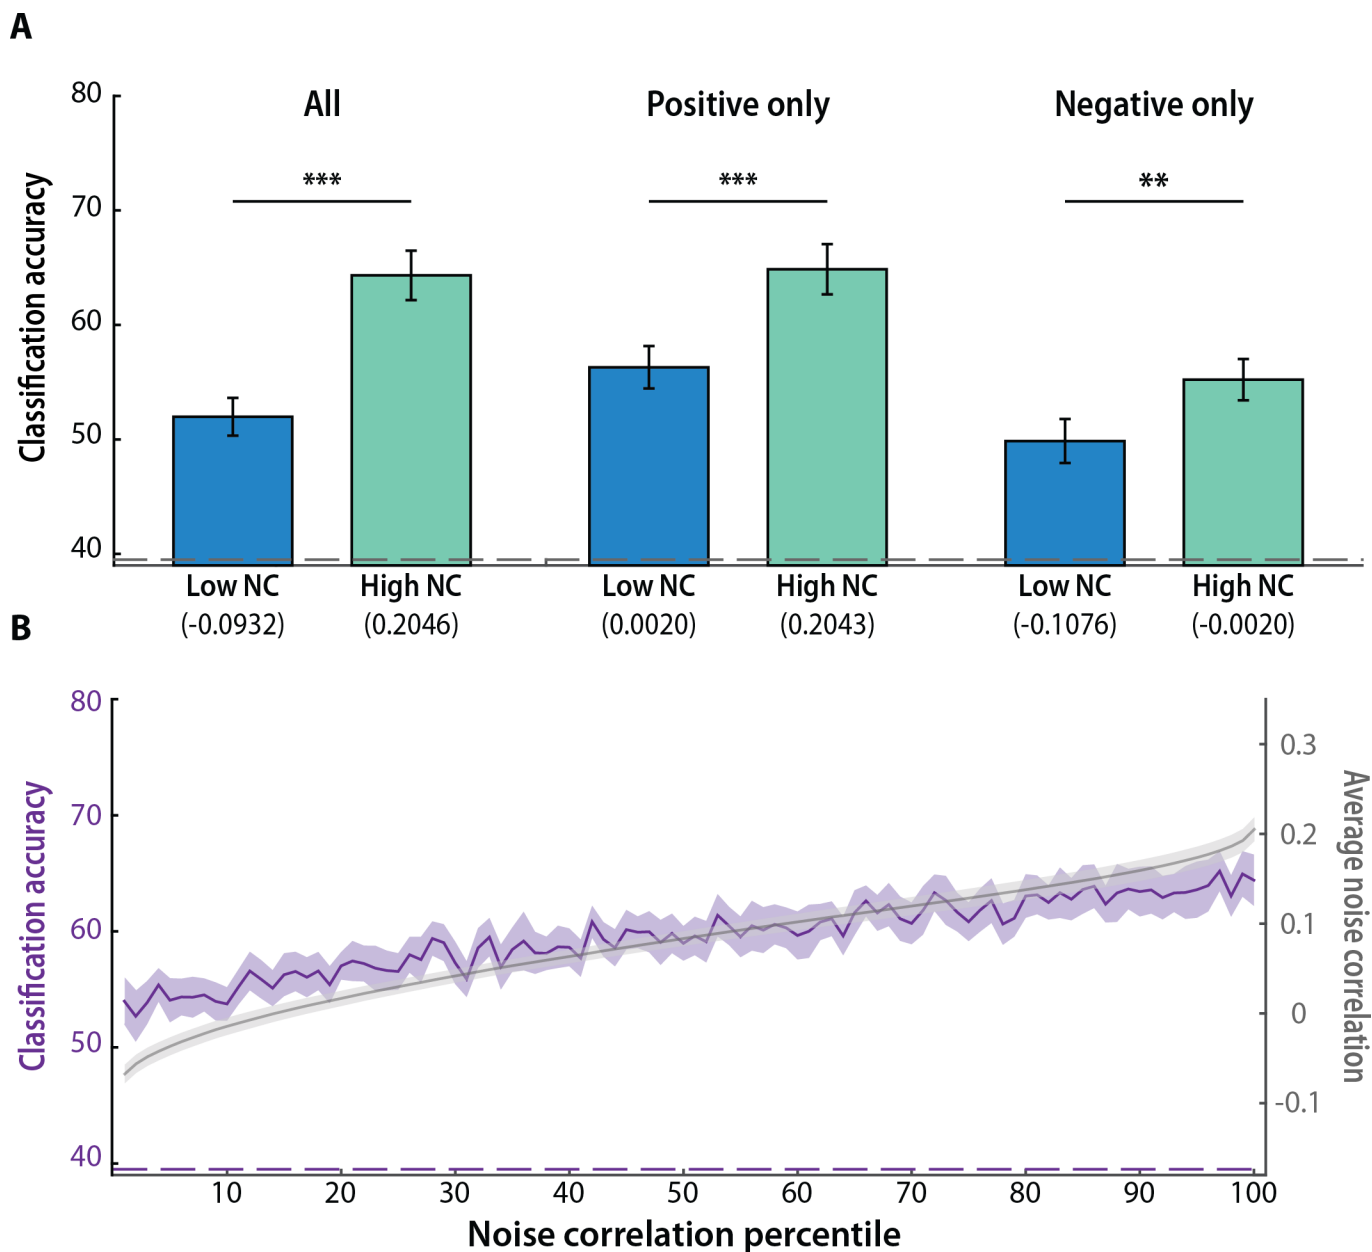 A
All Positive only Negative only
*** *** **
80
70
60
50
40
Classification accuracy
Low NC High NC Low NC High NC Low NC High NC
(-0.0932) (0.2046) (0.0020) (0.2043) (-0.1076) (-0.0020)
B
80
70
60
50
40
Classification accuracy
0.3
0.2
0.1
0
-0.1
Average noise correlation
10 20 30 40 50 60 70 80 90 100
Noise correlation percentile